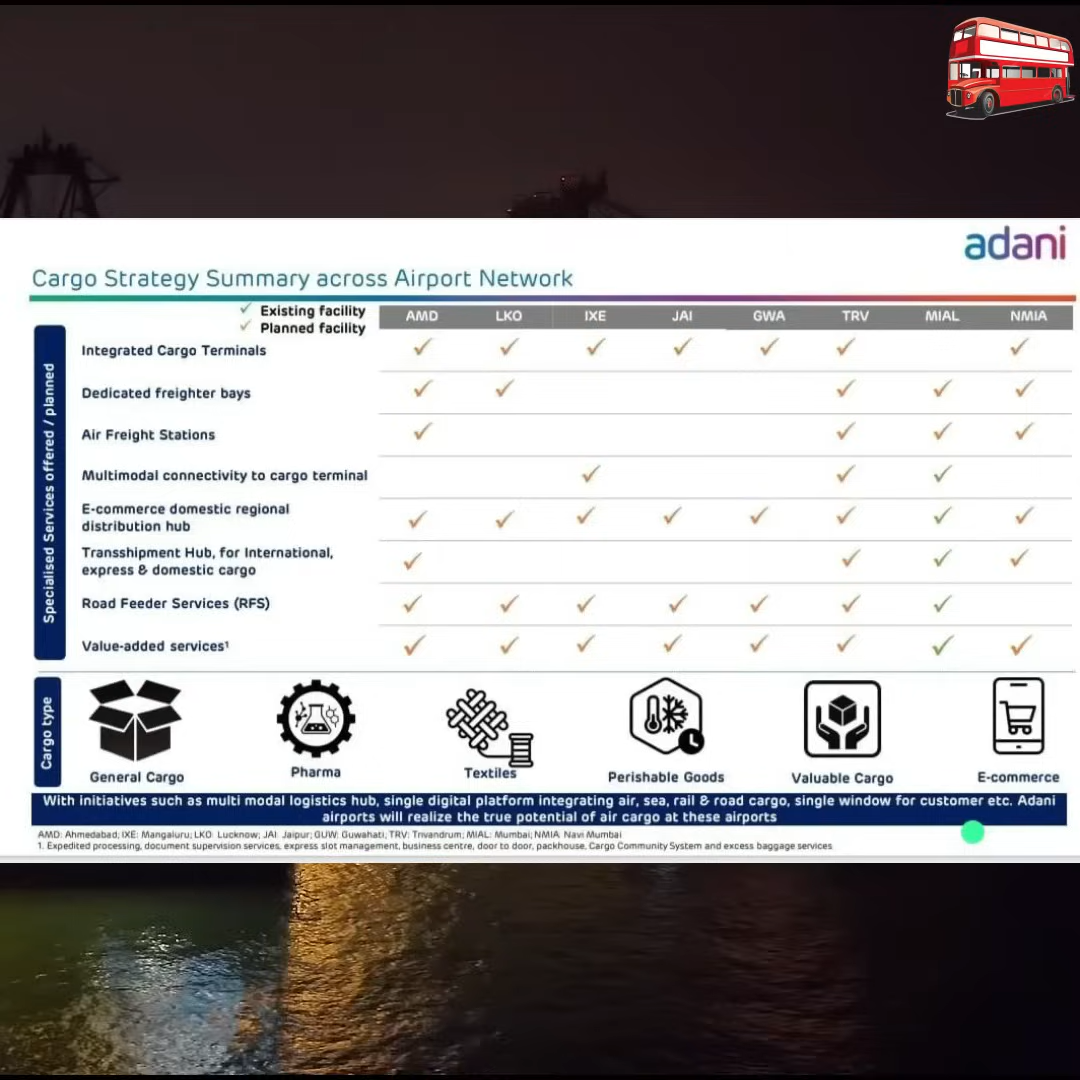 adani
Cargo Strategy Summary across Airport Network
✓ Existing facility
✓ Planned facility
AMD LKO IXE JAI GWA TRV MIAL NMIA
Specialised Services offered / planned
Integrated Cargo Terminals ✓ ✓ ✓ ✓ ✓ ✓ ✓
Dedicated freighter bays ✓ ✓ ✓ ✓ ✓
Air Freight Stations ✓ ✓ ✓ ✓
Multimodal connectivity to cargo terminal ✓ ✓ ✓
E-commerce domestic regional
distribution hub ✓ ✓ ✓ ✓ ✓ ✓ ✓ ✓
Transshipment Hub, for International,
express & domestic cargo ✓ ✓ ✓ ✓
Road Feeder Services (RFS) ✓ ✓ ✓ ✓ ✓ ✓ ✓
Value-added services¹ ✓ ✓ ✓ ✓ ✓ ✓ ✓ ✓
Cargo type
General Cargo
Pharma
Textiles
Perishable Goods
Valuable Cargo
E-commerce
With initiatives such as multi modal logistics hub, single digital platform integrating air, sea, rail & road cargo, single window for customer etc. Adani
airports will realize the true potential of air cargo at these airports
AMD: Ahmedabad; IXE: Mangaluru; LKO: Lucknow; JAI: Jaipur; GUW: Guwahati, TRV: Trivandrum; MIAL: Mumbai; NMIA: Navi Mumbai
1. Expedited processing, document supervision services, express slot management, business centre, door to door, packhouse, Cargo Community System and excess baggage services